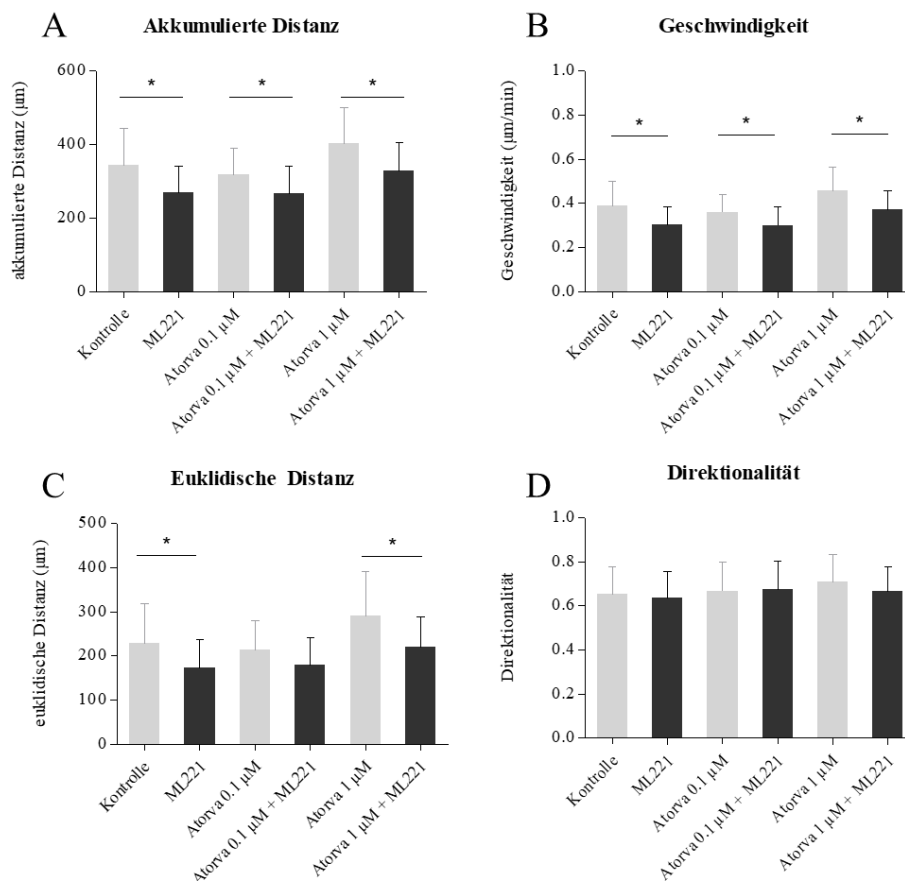 A
Akkumulierte Distanz
akkumulierte Distanz (µm)
600
400
200
0
*
*
*
Kontrolle
ML221
Atorva 0.1 µM
Atorva 0.1 µM + ML221
Atorva 1 µM
Atorva 1 µM + ML221
B
Geschwindigkeit
Geschwindigkeit (µm/min)
1.0
0.8
0.6
0.4
0.2
0.0
*
*
*
Kontrolle
ML221
Atorva 0.1 µM
Atorva 0.1 µM + ML221
Atorva 1 µM
Atorva 1 µM + ML221
C
Euklidische Distanz
euklidische Distanz (µm)
500
400
300
200
100
0
*
*
Kontrolle
ML221
Atorva 0.1 µM
Atorva 0.1 µM + ML221
Atorva 1 µM
Atorva 1 µM + ML221
D
Direktionalität
Direktionalität
1.0
0.8
0.6
0.4
0.2
0.0
Kontrolle
ML221
Atorva 0.1 µM
Atorva 0.1 µM + ML221
Atorva 1 µM
Atorva 1 µM + ML221